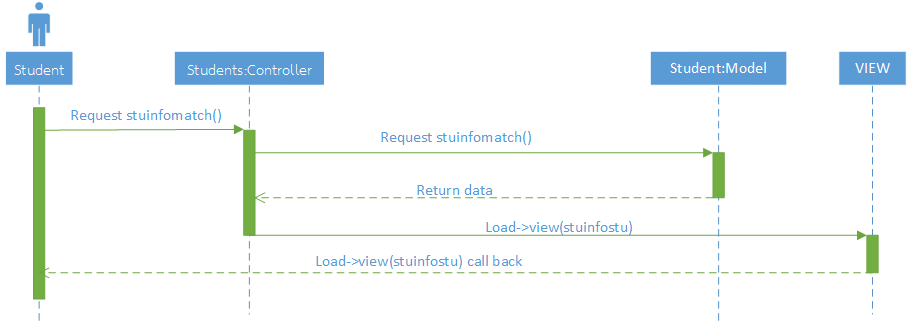 Student
Students:Controller
Student:Model
VIEW
Request stuinfomatch()
Request stuinfomatch()
Return data
Load->view(stuinfostu)
Load->view(stuinfostu) call back